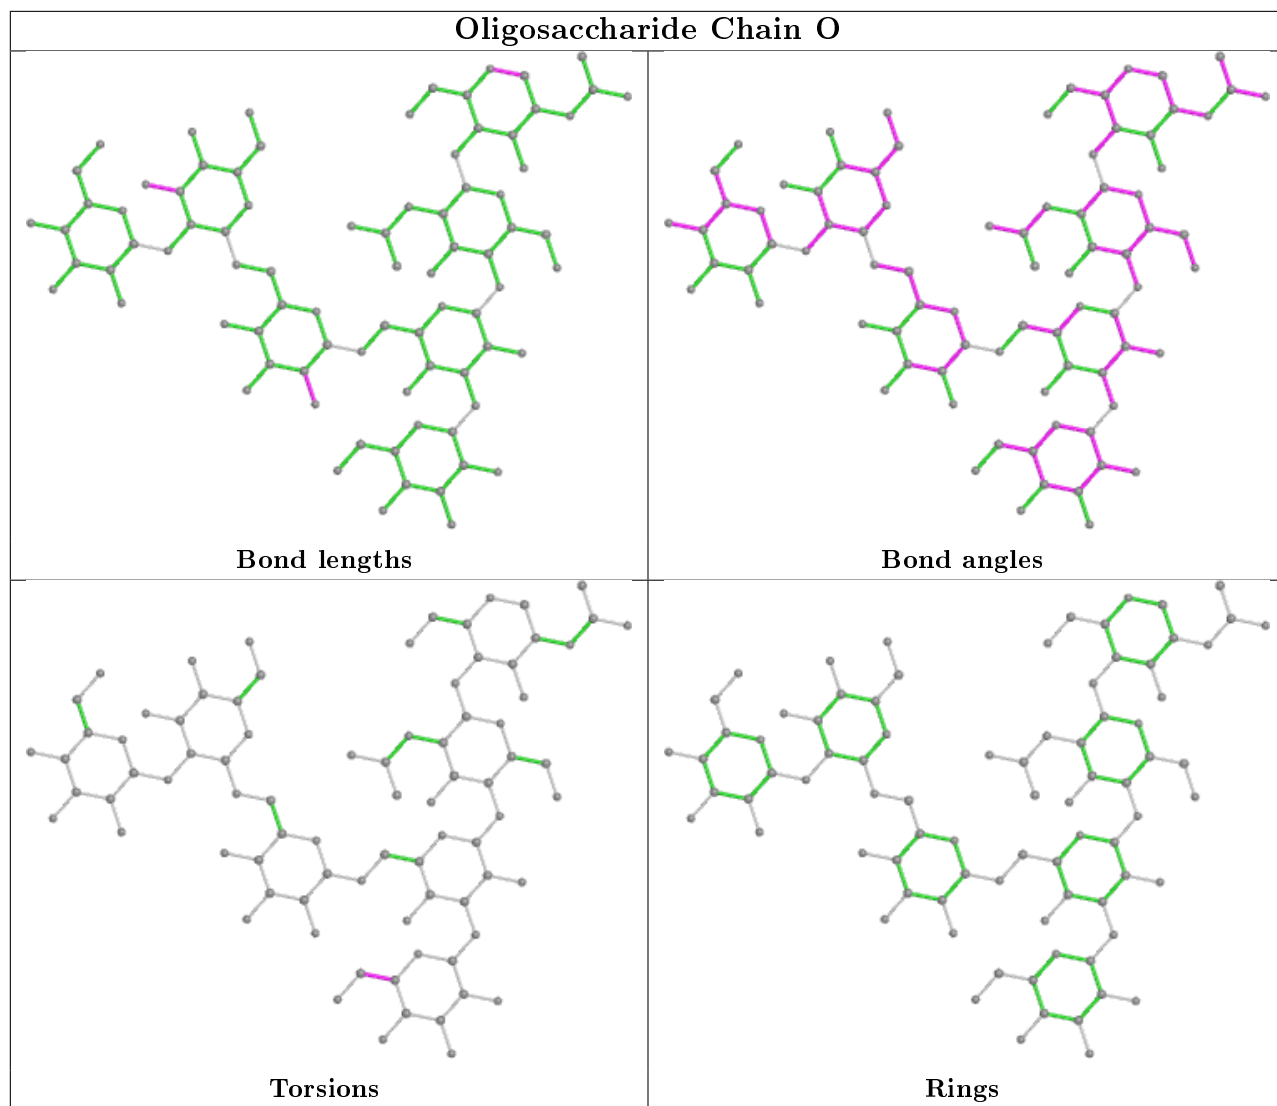 Oligosaccharide Chain O
Bond lengths
Bond angles
Torsions
Rings